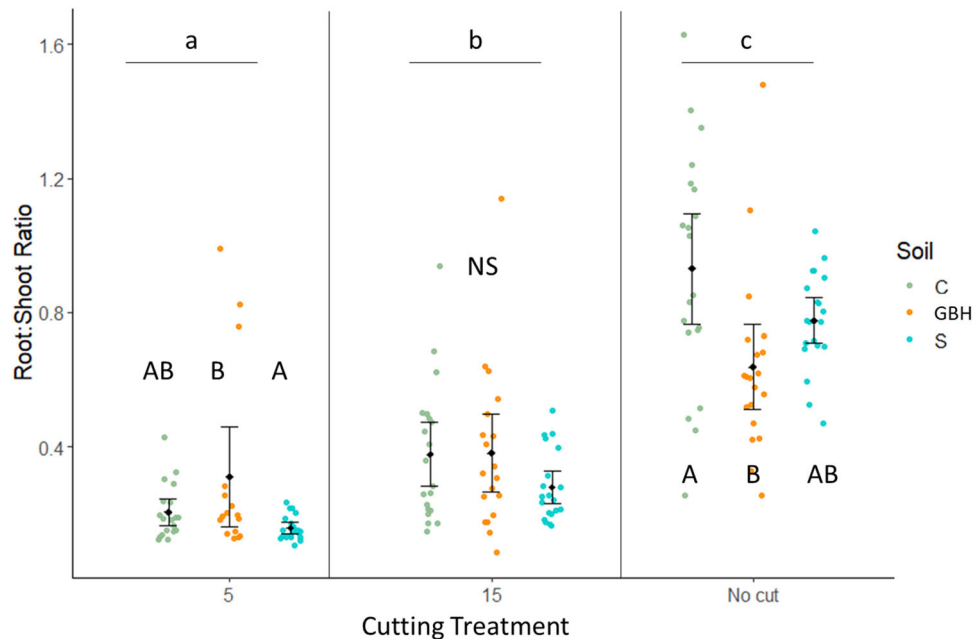 a b c
1.6
1.2
0.8
0.4
Root:Shoot Ratio
NS
AB B A
A B AB
5 15 No cut
Cutting Treatment
Soil
C
GBH
S